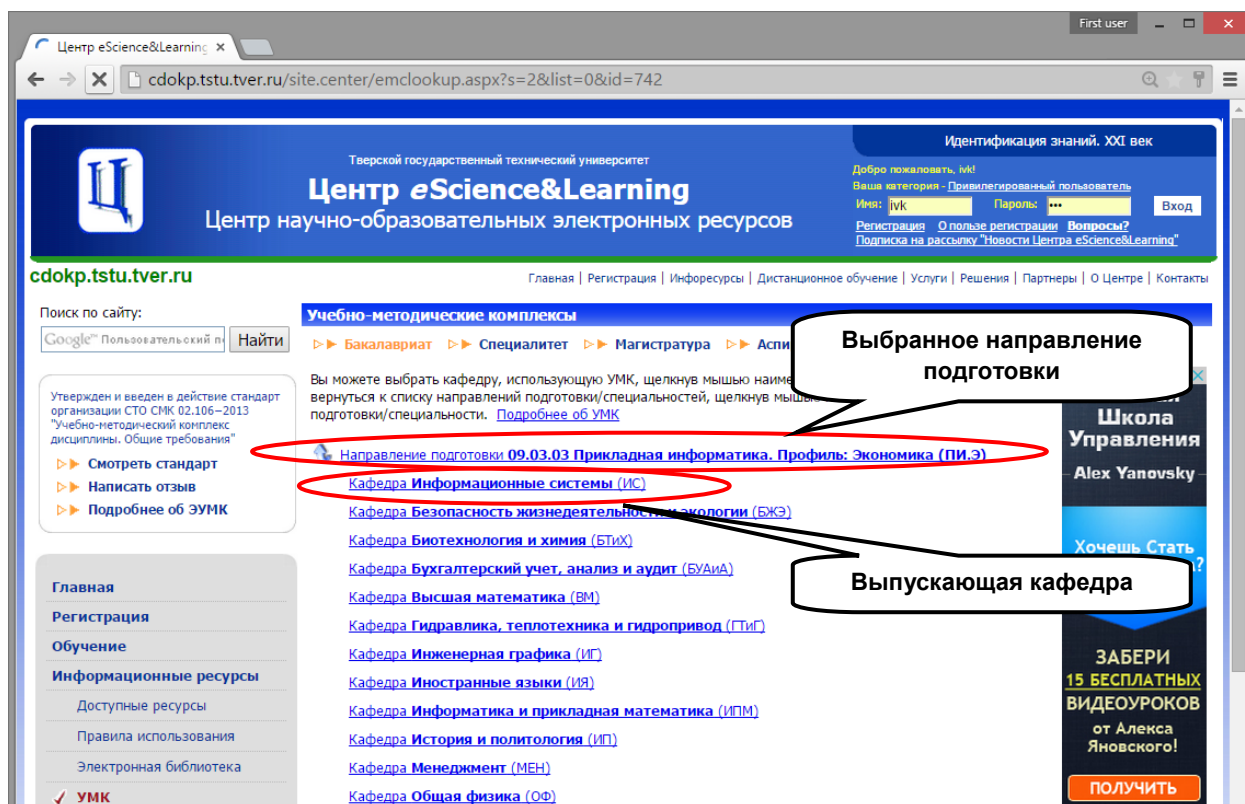 First user
Центр eScience&Learning
cdokp.tstu.tver.ru/site.center/emclookup.aspx?s=2&list=0&id=742
Ц
Тверской государственный технический университет
Центр eScience&Learning
Центр научно-образовательных электронных ресурсов
Идентификация знаний. XXI век
Добро пожаловать, ivk!
Ваша категория - Привилегированный пользователь
Имя: ivk Пароль: ••• Вход
Регистрация О пользе регистрации Вопросы?
Подписка на рассылку "Новости Центра eScience&Learning"
cdokp.tstu.tver.ru
Главная | Регистрация | Инфоресурсы | Дистанционное обучение | Услуги | Решения | Партнеры | О Центре | Контакты
Поиск по сайту:
Google™ Пользовательский Найти
Утвержден и введен в действие стандарт
организации СТО СМК 02.106–2013
"Учебно-методический комплекс
дисциплины. Общие требования"
Смотреть стандарт
Написать отзыв
Подробнее об ЭУМК
Главная
Регистрация
Обучение
Информационные ресурсы
Доступные ресурсы
Правила использования
Электронная библиотека
УМК
Учебно-методические комплексы
Бакалавриат Специалитет Магистратура
Вы можете выбрать кафедру, использующую УМК, щелкнув мышью
вернуться к списку направлений подготовки/специальностей, щелкнув
подготовки/специальности. Подробнее об УМК
Направление подготовки 09.03.03 Прикладная информатика. Профиль: Экономика (ПИ.Э)
Кафедра Информационные системы (ИС)
Кафедра Безопасность жизнедеятельности и экологии (БЖЭ)
Кафедра Биотехнология и химия (БТиХ)
Кафедра Бухгалтерский учет, анализ и аудит (БУАиА)
Кафедра Высшая математика (ВМ)
Кафедра Гидравлика, теплотехника и гидропривод (ГТиГ)
Кафедра Инженерная графика (ИГ)
Кафедра Иностранные языки (ИЯ)
Кафедра Информатика и прикладная математика (ИПМ)
Кафедра История и политология (ИП)
Кафедра Менеджмент (МЕН)
Кафедра Общая физика (ОФ)
Выбранное направление
подготовки
Выпускающая кафедра
Школа
Управления
Alex Yanovsky
Хочешь Стать
ЗАБЕРИ
15 БЕСПЛАТНЫХ
ВИДЕОУРОКОВ
от Алекса
Яновского!
ПОЛУЧИТЬ